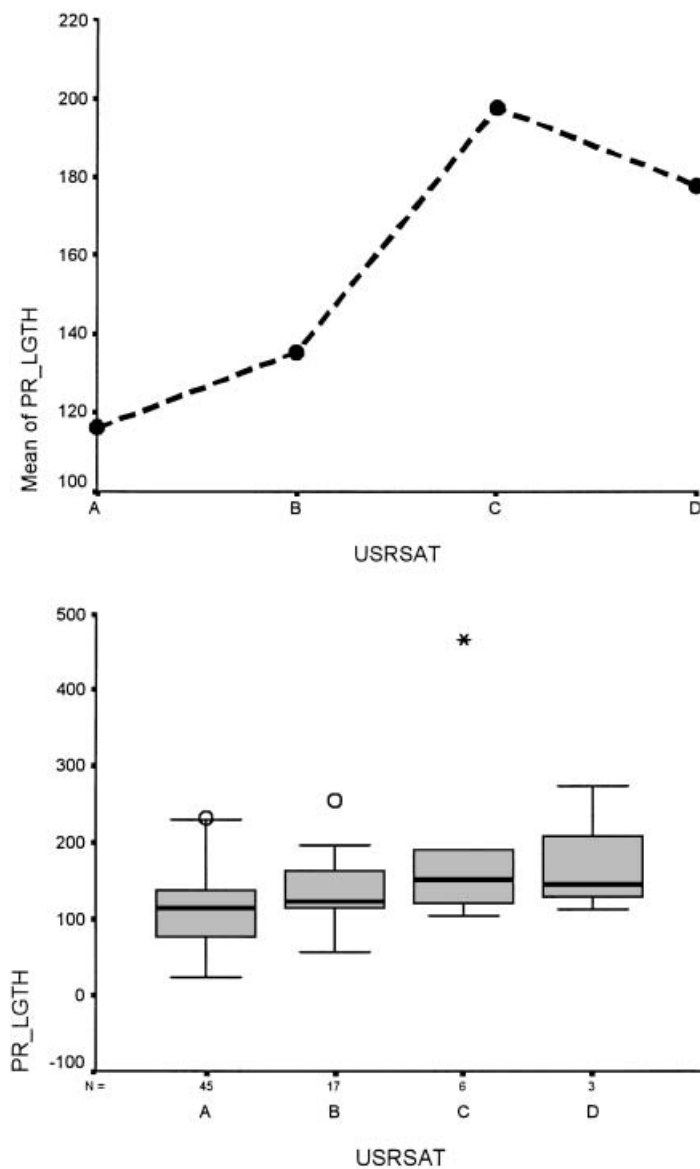 220
200
180
160
140
120
100
Mean of PR_LGTH
A B C D
USRSAT
500
400
300
200
100
0
-100
PR_LGTH
N = 45 17 6 3
A B C D
USRSAT